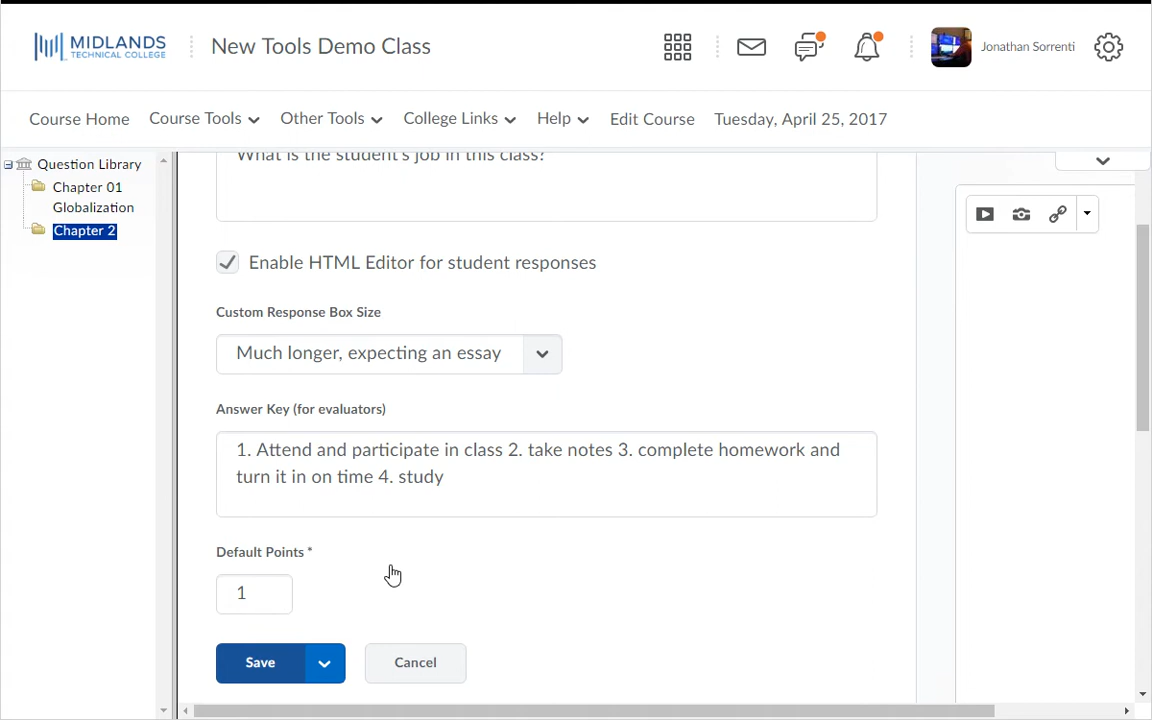 MIDLANDS
TECHNICAL COLLEGE
New Tools Demo Class
Jonathan Sorrenti
Course Home
Course Tools
Other Tools
College Links
Help
Edit Course
Tuesday, April 25, 2017
Question Library
Chapter 01
Globalization
Chapter 2
What is the student's job in this class?
Enable HTML Editor for student responses
Custom Response Box Size
Much longer, expecting an essay
Answer Key (for evaluators)
1. Attend and participate in class 2. take notes 3. complete homework and
turn it in on time 4. study
Default Points *
1
Save
Cancel